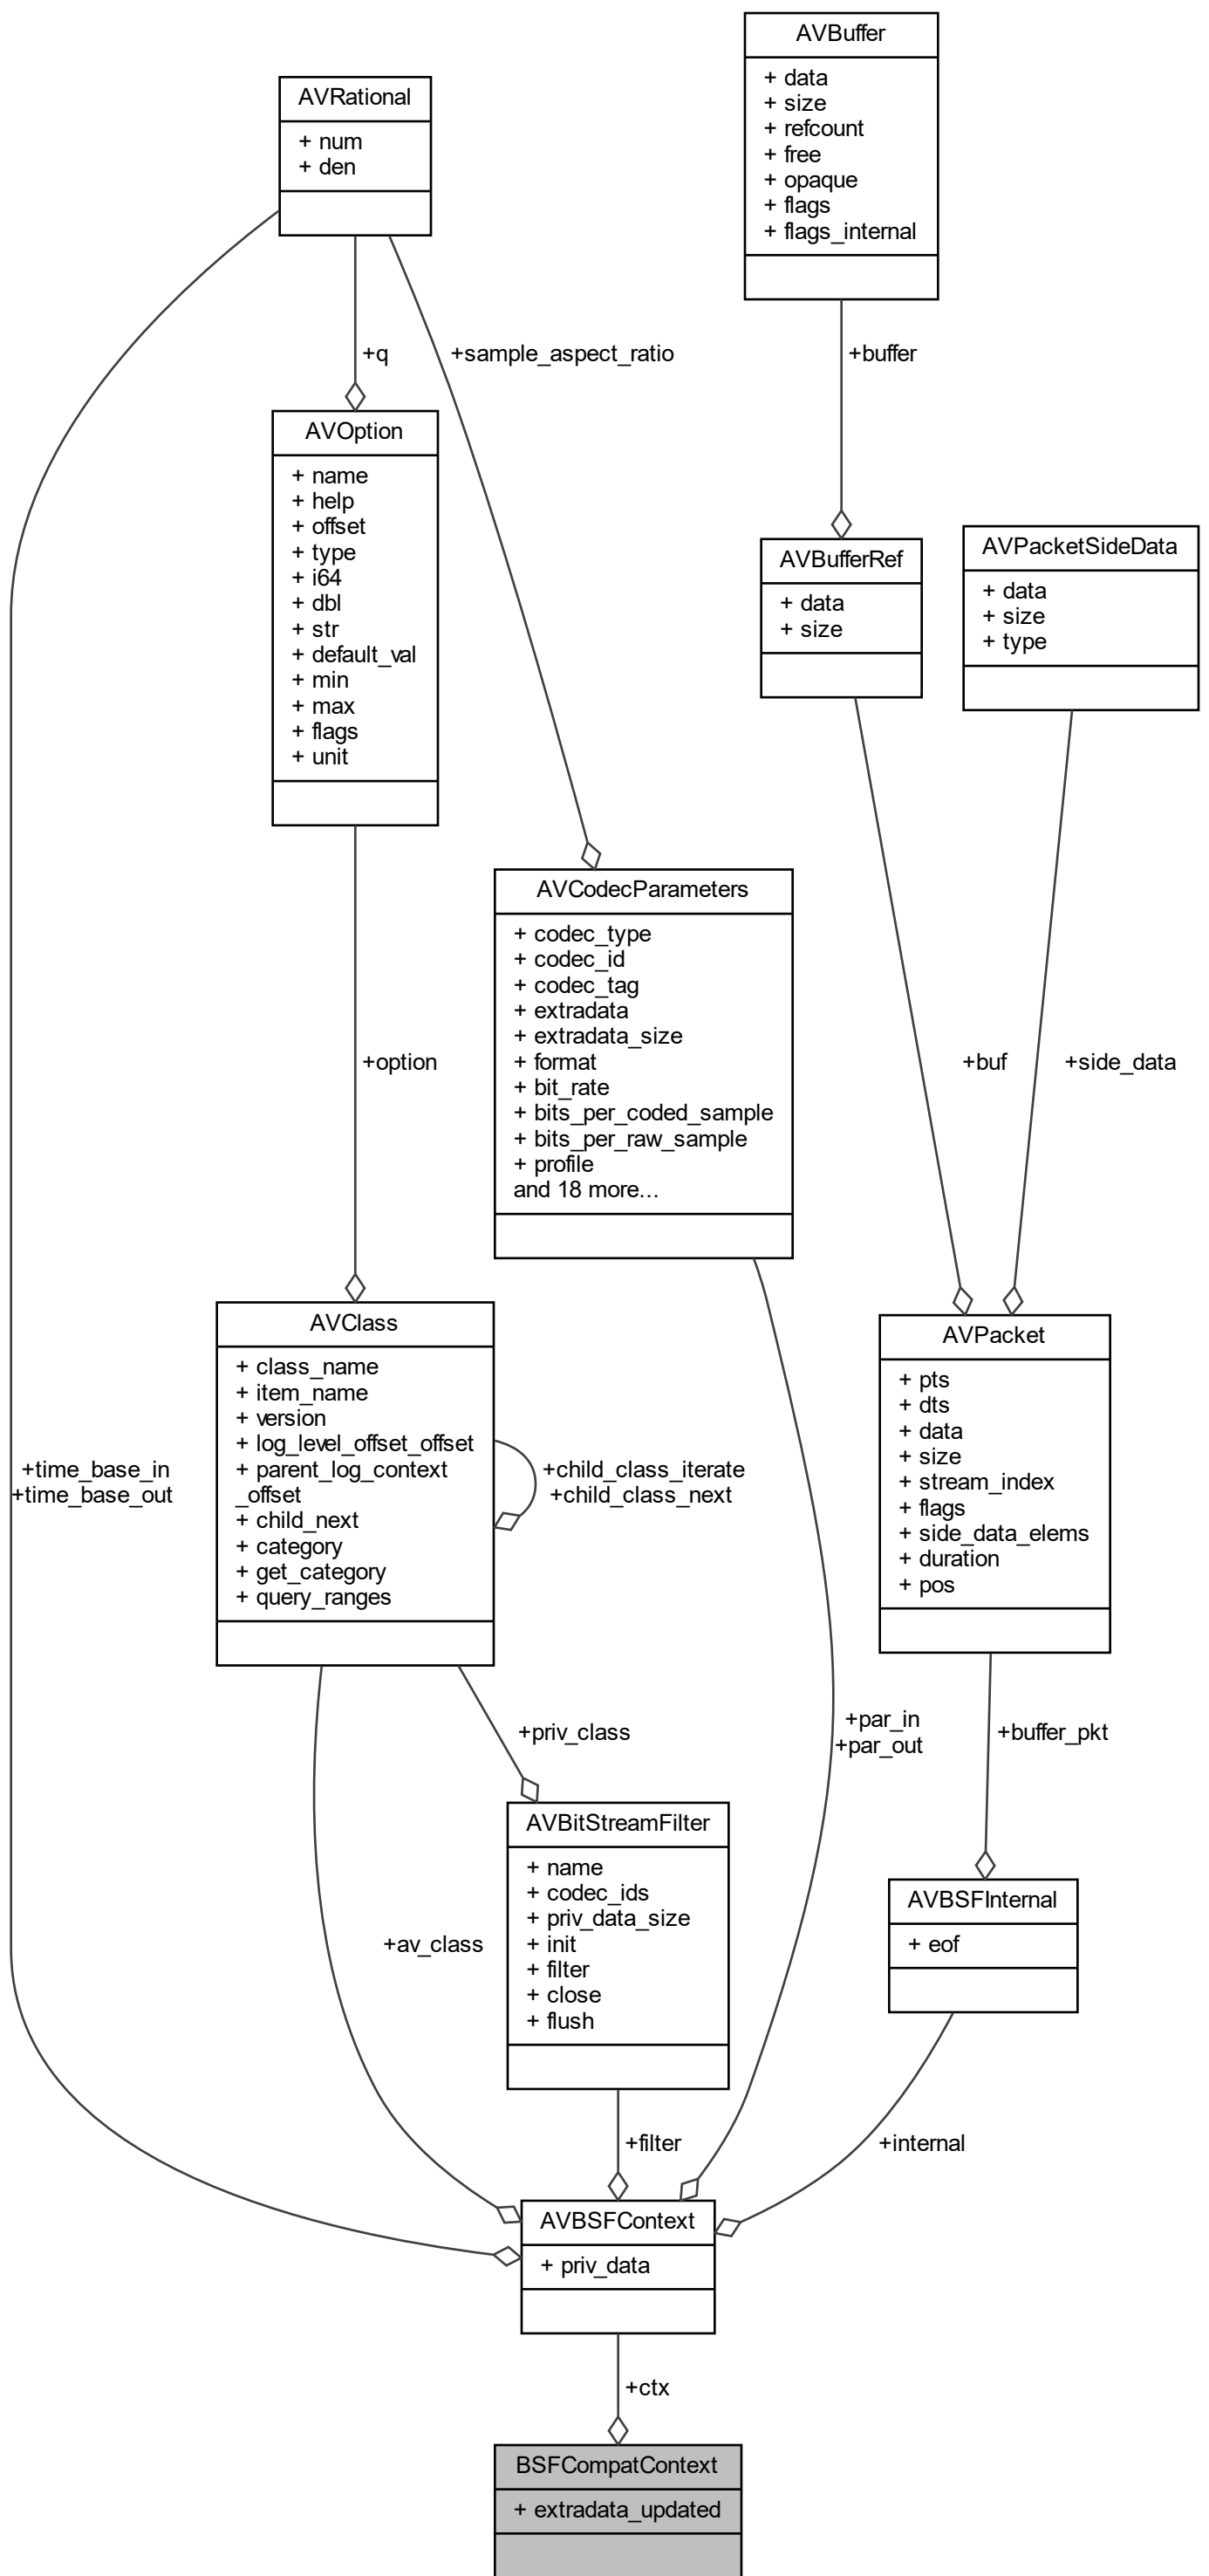 AVBuffer
+ data
+ size
+ refcount
+ free
+ opaque
+ flags
+ flags_internal
AVRational
+ num
+ den
+buffer
+q
+sample_aspect_ratio
AVOption
+ name
+ help
+ offset
+ type
+ i64
+ dbl
+ str
+ default_val
+ min
+ max
+ flags
+ unit
AVBufferRef
+ data
+ size
AVPacketSideData
+ data
+ size
+ type
AVCodecParameters
+ codec_type
+ codec_id
+ codec_tag
+ extradata
+ extradata_size
+ format
+ bit_rate
+ bits_per_coded_sample
+ bits_per_raw_sample
+ profile
and 18 more...
+option
+buf
+side_data
AVClass
+ class_name
+ item_name
+ version
+ log_level_offset_offset
+ parent_log_context
_offset
+ child_next
+ category
+ get_category
+ query_ranges
AVPacket
+ pts
+ dts
+ data
+ size
+ stream_index
+ flags
+ side_data_elems
+ duration
+ pos
+time_base_in
+time_base_out
+child_class_iterate
+child_class_next
+priv_class
+par_in
+par_out
+buffer_pkt
AVBitStreamFilter
+ name
+ codec_ids
+ priv_data_size
+ init
+ filter
+ close
+ flush
AVBSFInternal
+ eof
+av_class
+filter
+internal
AVBSFContext
+ priv_data
+ctx
BSFCompatContext
+ extradata_updated